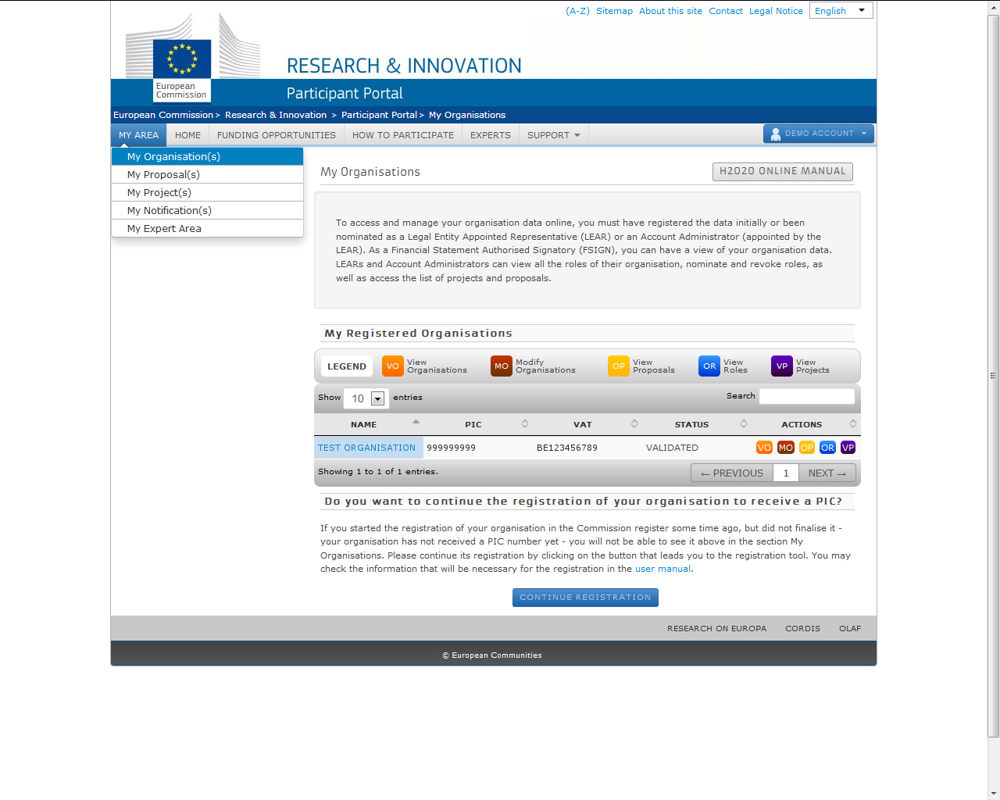 (A-Z) Sitemap About this site Contact Legal Notice English
RESEARCH & INNOVATION
European
Commission
Participant Portal
European Commission > Research & Innovation > Participant Portal > My Organisations
MY AREA HOME FUNDING OPPORTUNITIES HOW TO PARTICIPATE EXPERTS SUPPORT DEMO ACCOUNT
My Organisation(s)
My Proposal(s)
My Project(s)
My Notification(s)
My Expert Area
My Organisations H2020 ONLINE MANUAL
To access and manage your organisation data online, you must have registered the data initially or been
nominated as a Legal Entity Appointed Representative (LEAR) or an Account Administrator (appointed by the
LEAR). As a Financial Statement Authorised Signatory (FSIGN), you can have a view of your organisation data.
LEARs and Account Administrators can view all the roles of their organisation, nominate and revoke roles, as
well as access the list of projects and proposals.
My Registered Organisations
LEGEND VO View Organisations MO Modify Organisations OP View Proposals OR View Roles VP View Projects
Show 10 entries Search
NAME PIC VAT STATUS ACTIONS
TEST ORGANISATION 999999999 BE123456789 VALIDATED VO MO OP OR VP
Showing 1 to 1 of 1 entries. ← PREVIOUS 1 NEXT →
Do you want to continue the registration of your organisation to receive a PIC?
If you started the registration of your organisation in the Commission register some time ago, but did not finalise it -
your organisation has not received a PIC number yet - you will not be able to see it above in the section My
Organisations. Please continue its registration by clicking on the button that leads you to the registration tool. You may
check the information that will be necessary for the registration in the user manual.
CONTINUE REGISTRATION
RESEARCH ON EUROPA CORDIS OLAF
© European Communities